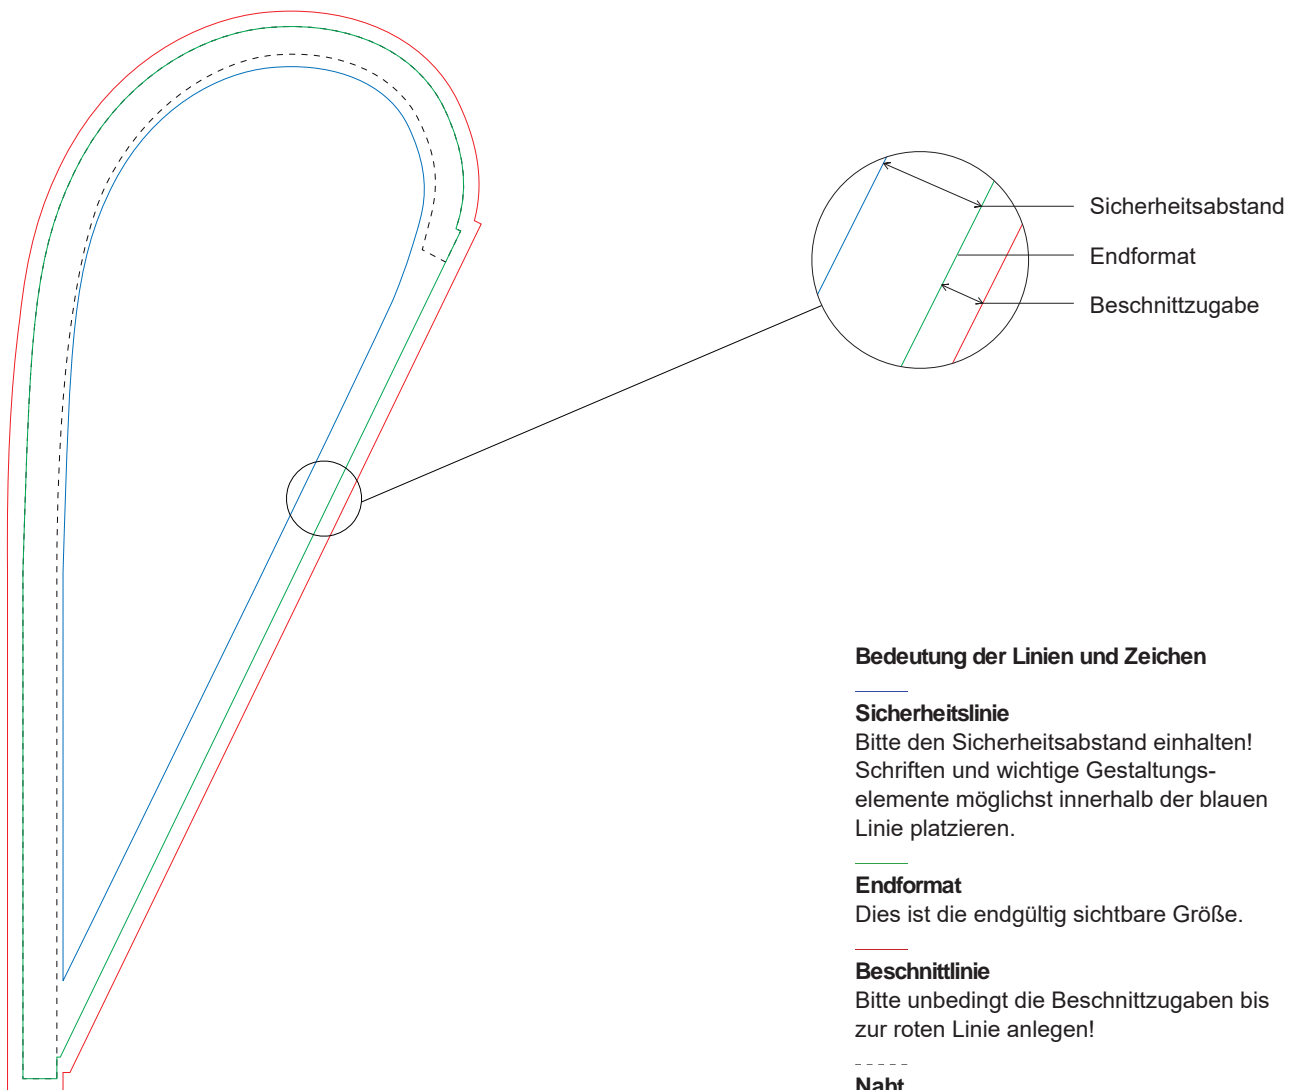 Sicherheitsabstand
Endformat
Beschnittzugabe
Bedeutung der Linien und Zeichen
Sicherheitslinie
Bitte den Sicherheitsabstand einhalten!
Schriften und wichtige Gestaltungs-
elemente möglichst innerhalb der blauen
Linie platzieren.
Endformat
Dies ist die endgültig sichtbare Größe.
Beschnittlinie
Bitte unbedingt die Beschnittzugaben bis
zur roten Linie anlegen!
Naht